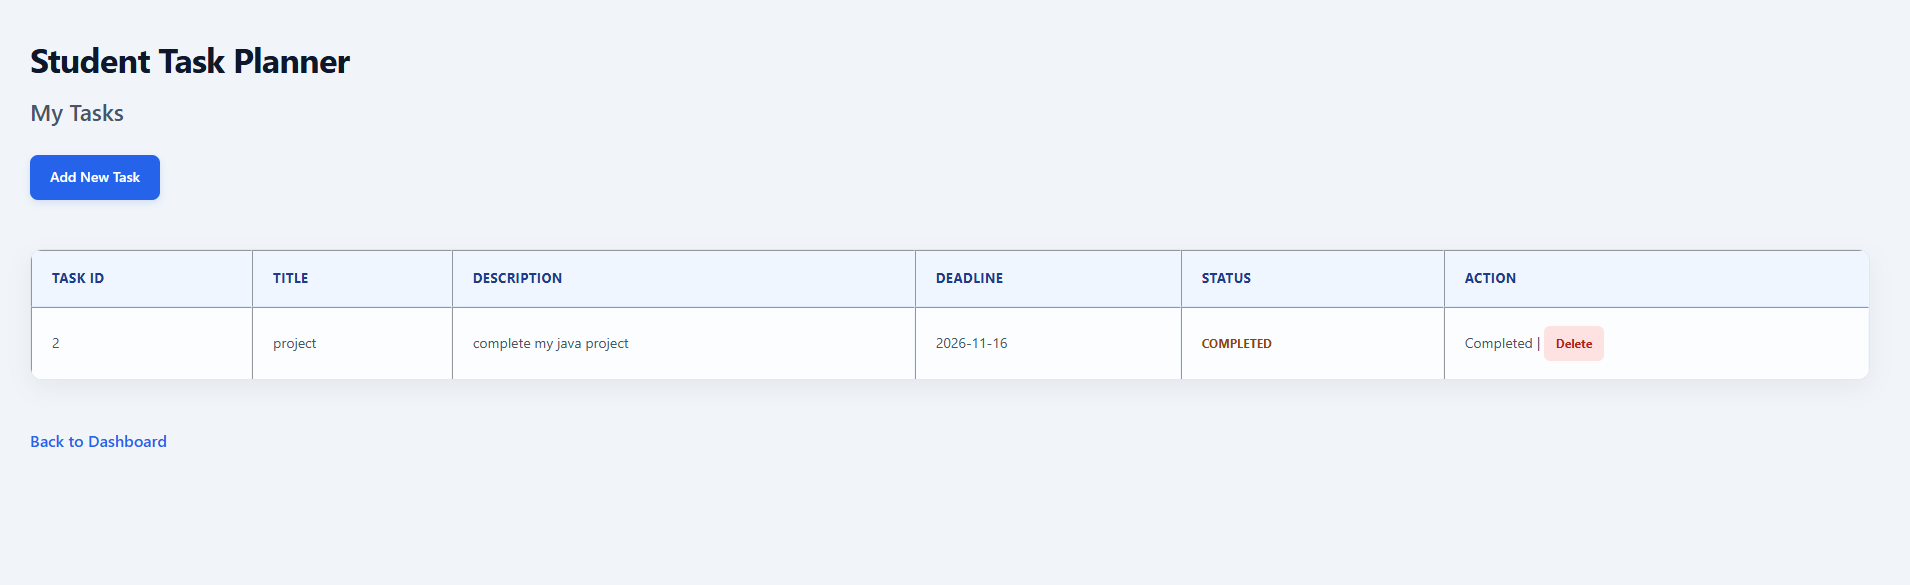 Student Task Planner
My Tasks
Add New Task
TASK ID TITLE DESCRIPTION DEADLINE STATUS ACTION
2 project complete my java project 2026-11-16 COMPLETED Completed | Delete
Back to Dashboard